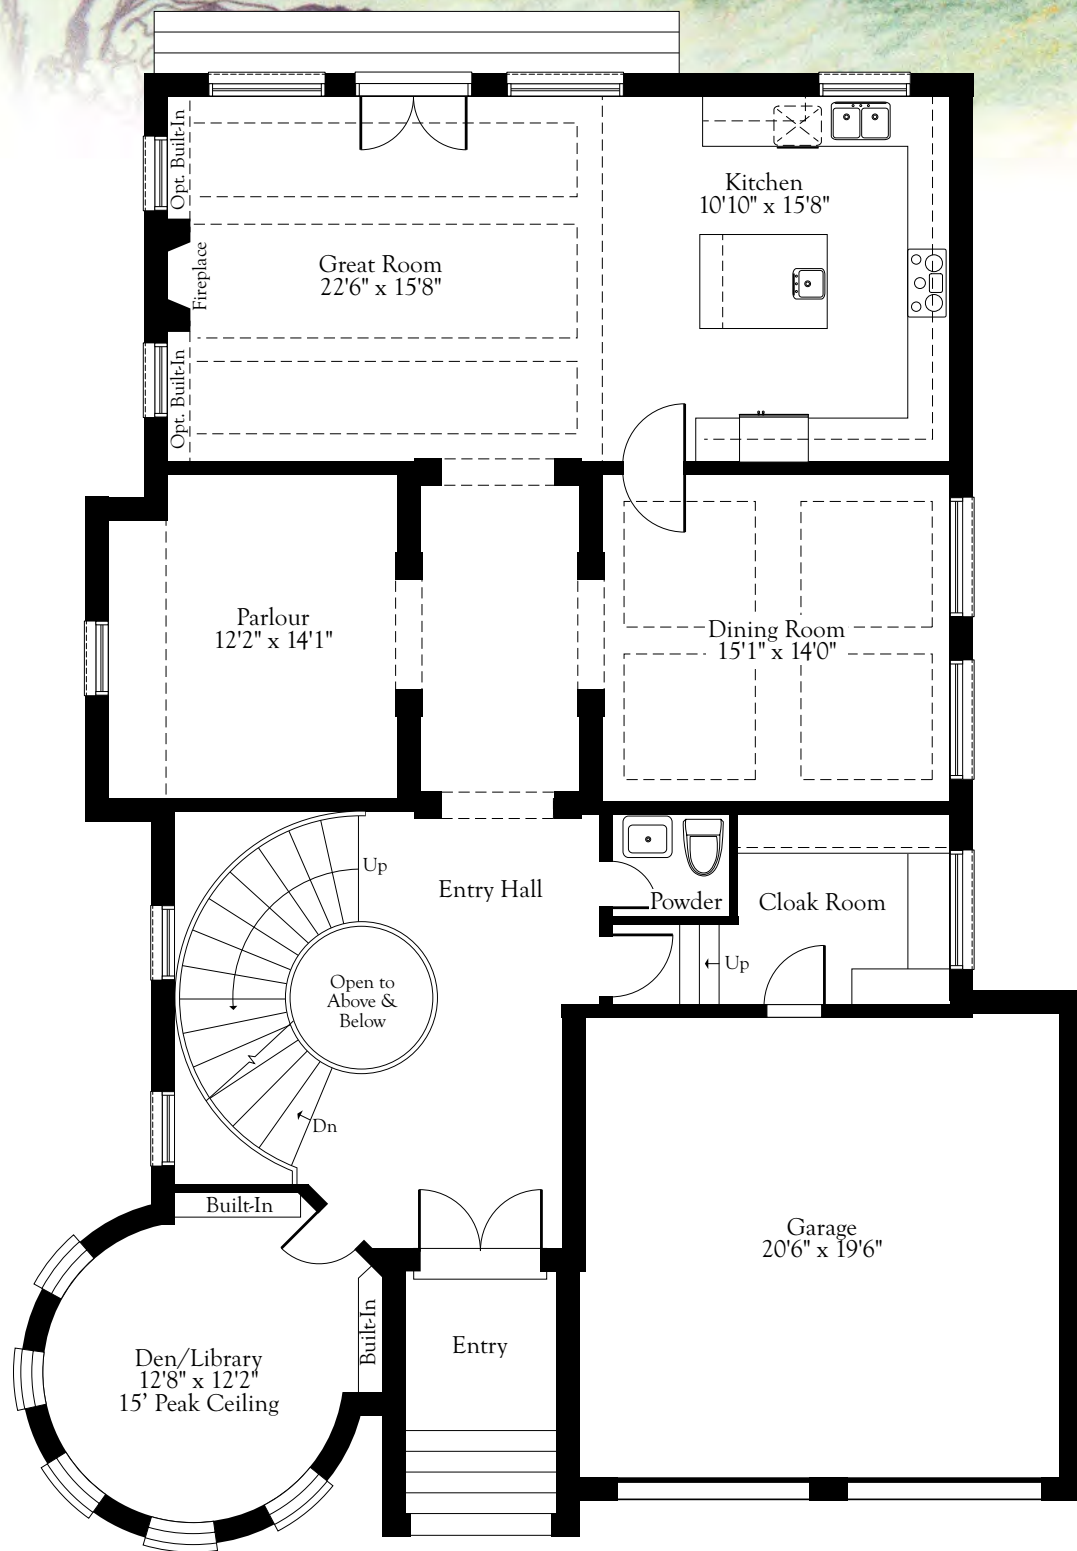 Opt. Built-In
Kitchen
10'10" x 15'8"
Great Room
22'6" x 15'8"
Fireplace
Opt. Built-In
Parlour
12'2" x 14'1"
Dining Room
15'1" x 14'0"
Up
Entry Hall
Powder
Cloak Room
Up
Open to
Above &
Below
Dn
Built-In
Garage
20'6" x 19'6"
Built-In
Entry
Den/Library
12'8" x 12'2"
15' Peak Ceiling